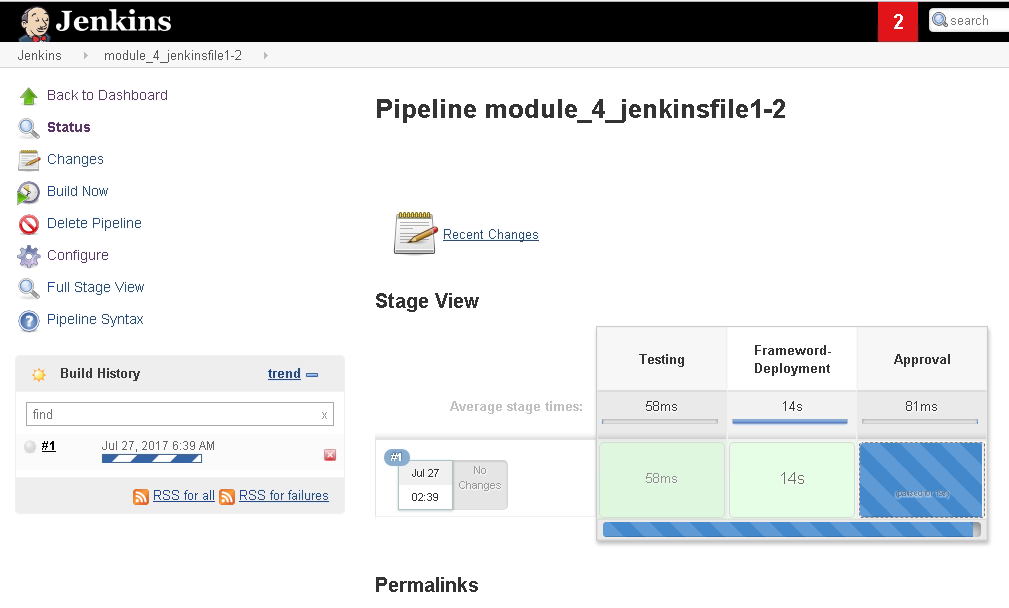 Jenkins
2
search
Jenkins
module_4_jenkinsfile1-2
Back to Dashboard
Status
Changes
Build Now
Delete Pipeline
Configure
Full Stage View
Pipeline Syntax
Build History
trend
find
x
#1
Jul 27, 2017 6:39 AM
RSS for all
RSS for failures
Pipeline module_4_jenkinsfile1-2
Recent Changes
Stage View
Testing
Frameword-
Deployment
Approval
Average stage times:
58ms
14s
81ms
#1
Jul 27
02:39
No
Changes
58ms
14s
Permalinks